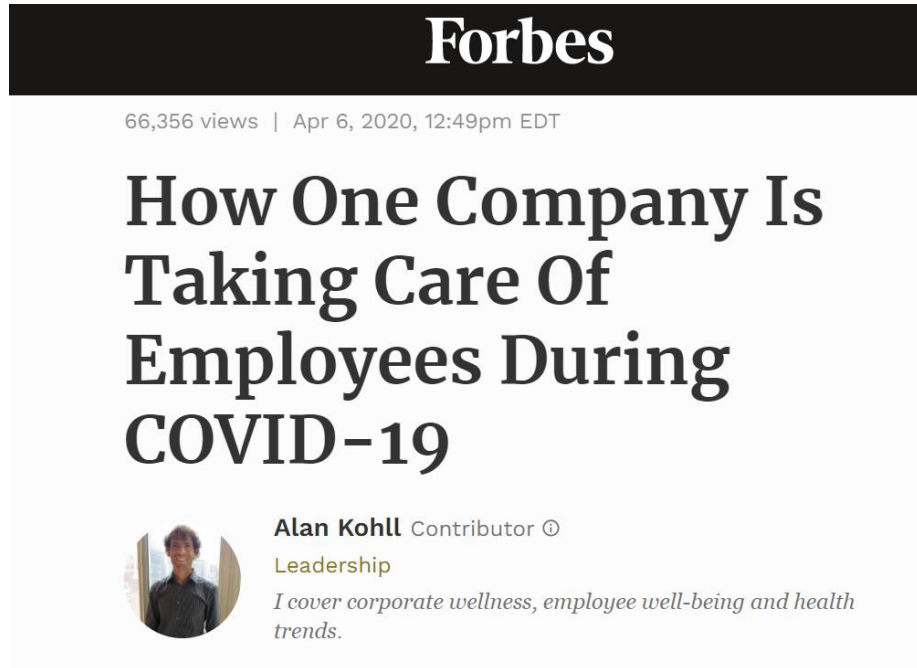 Forbes
66,356 views | Apr 6, 2020, 12:49pm EDT
How One Company Is
Taking Care Of
Employees During
COVID-19
Alan Kohll Contributor ⓘ
Leadership
I cover corporate wellness, employee well-being and health
trends.